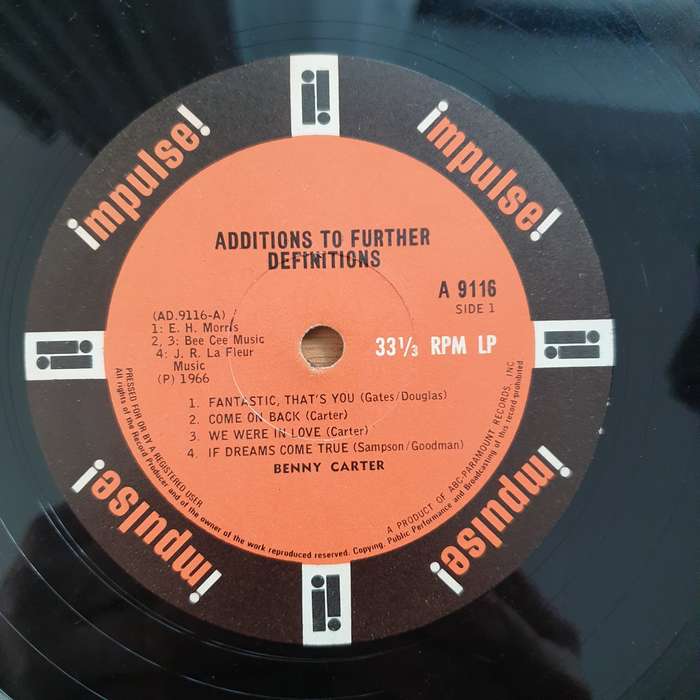 impulse!
impulse!
ADDITIONS TO FURTHER
DEFINITIONS
A 9116
SIDE 1
(AD.9116-A)
1: E. H. Morris
2, 3: Bee Cee Music
4: J. R. La Fleur
Music
(P) 1966
33 1/3 RPM LP
1. FANTASTIC, THAT'S YOU (Gates/Douglas)
2. COME ON BACK (Carter)
3. WE WERE IN LOVE (Carter)
4. IF DREAMS COME TRUE (Sampson/Goodman)
BENNY CARTER
PRESSED FOR OR BY A REGISTERED USER
A PRODUCT OF ABC-PARAMOUNT RECORDS, INC
All rights of the Record Producer and of the owner of the work reproduced reserved. Copying, Public Performance and Broadcasting of this record prohibited
impulse!
impulse!